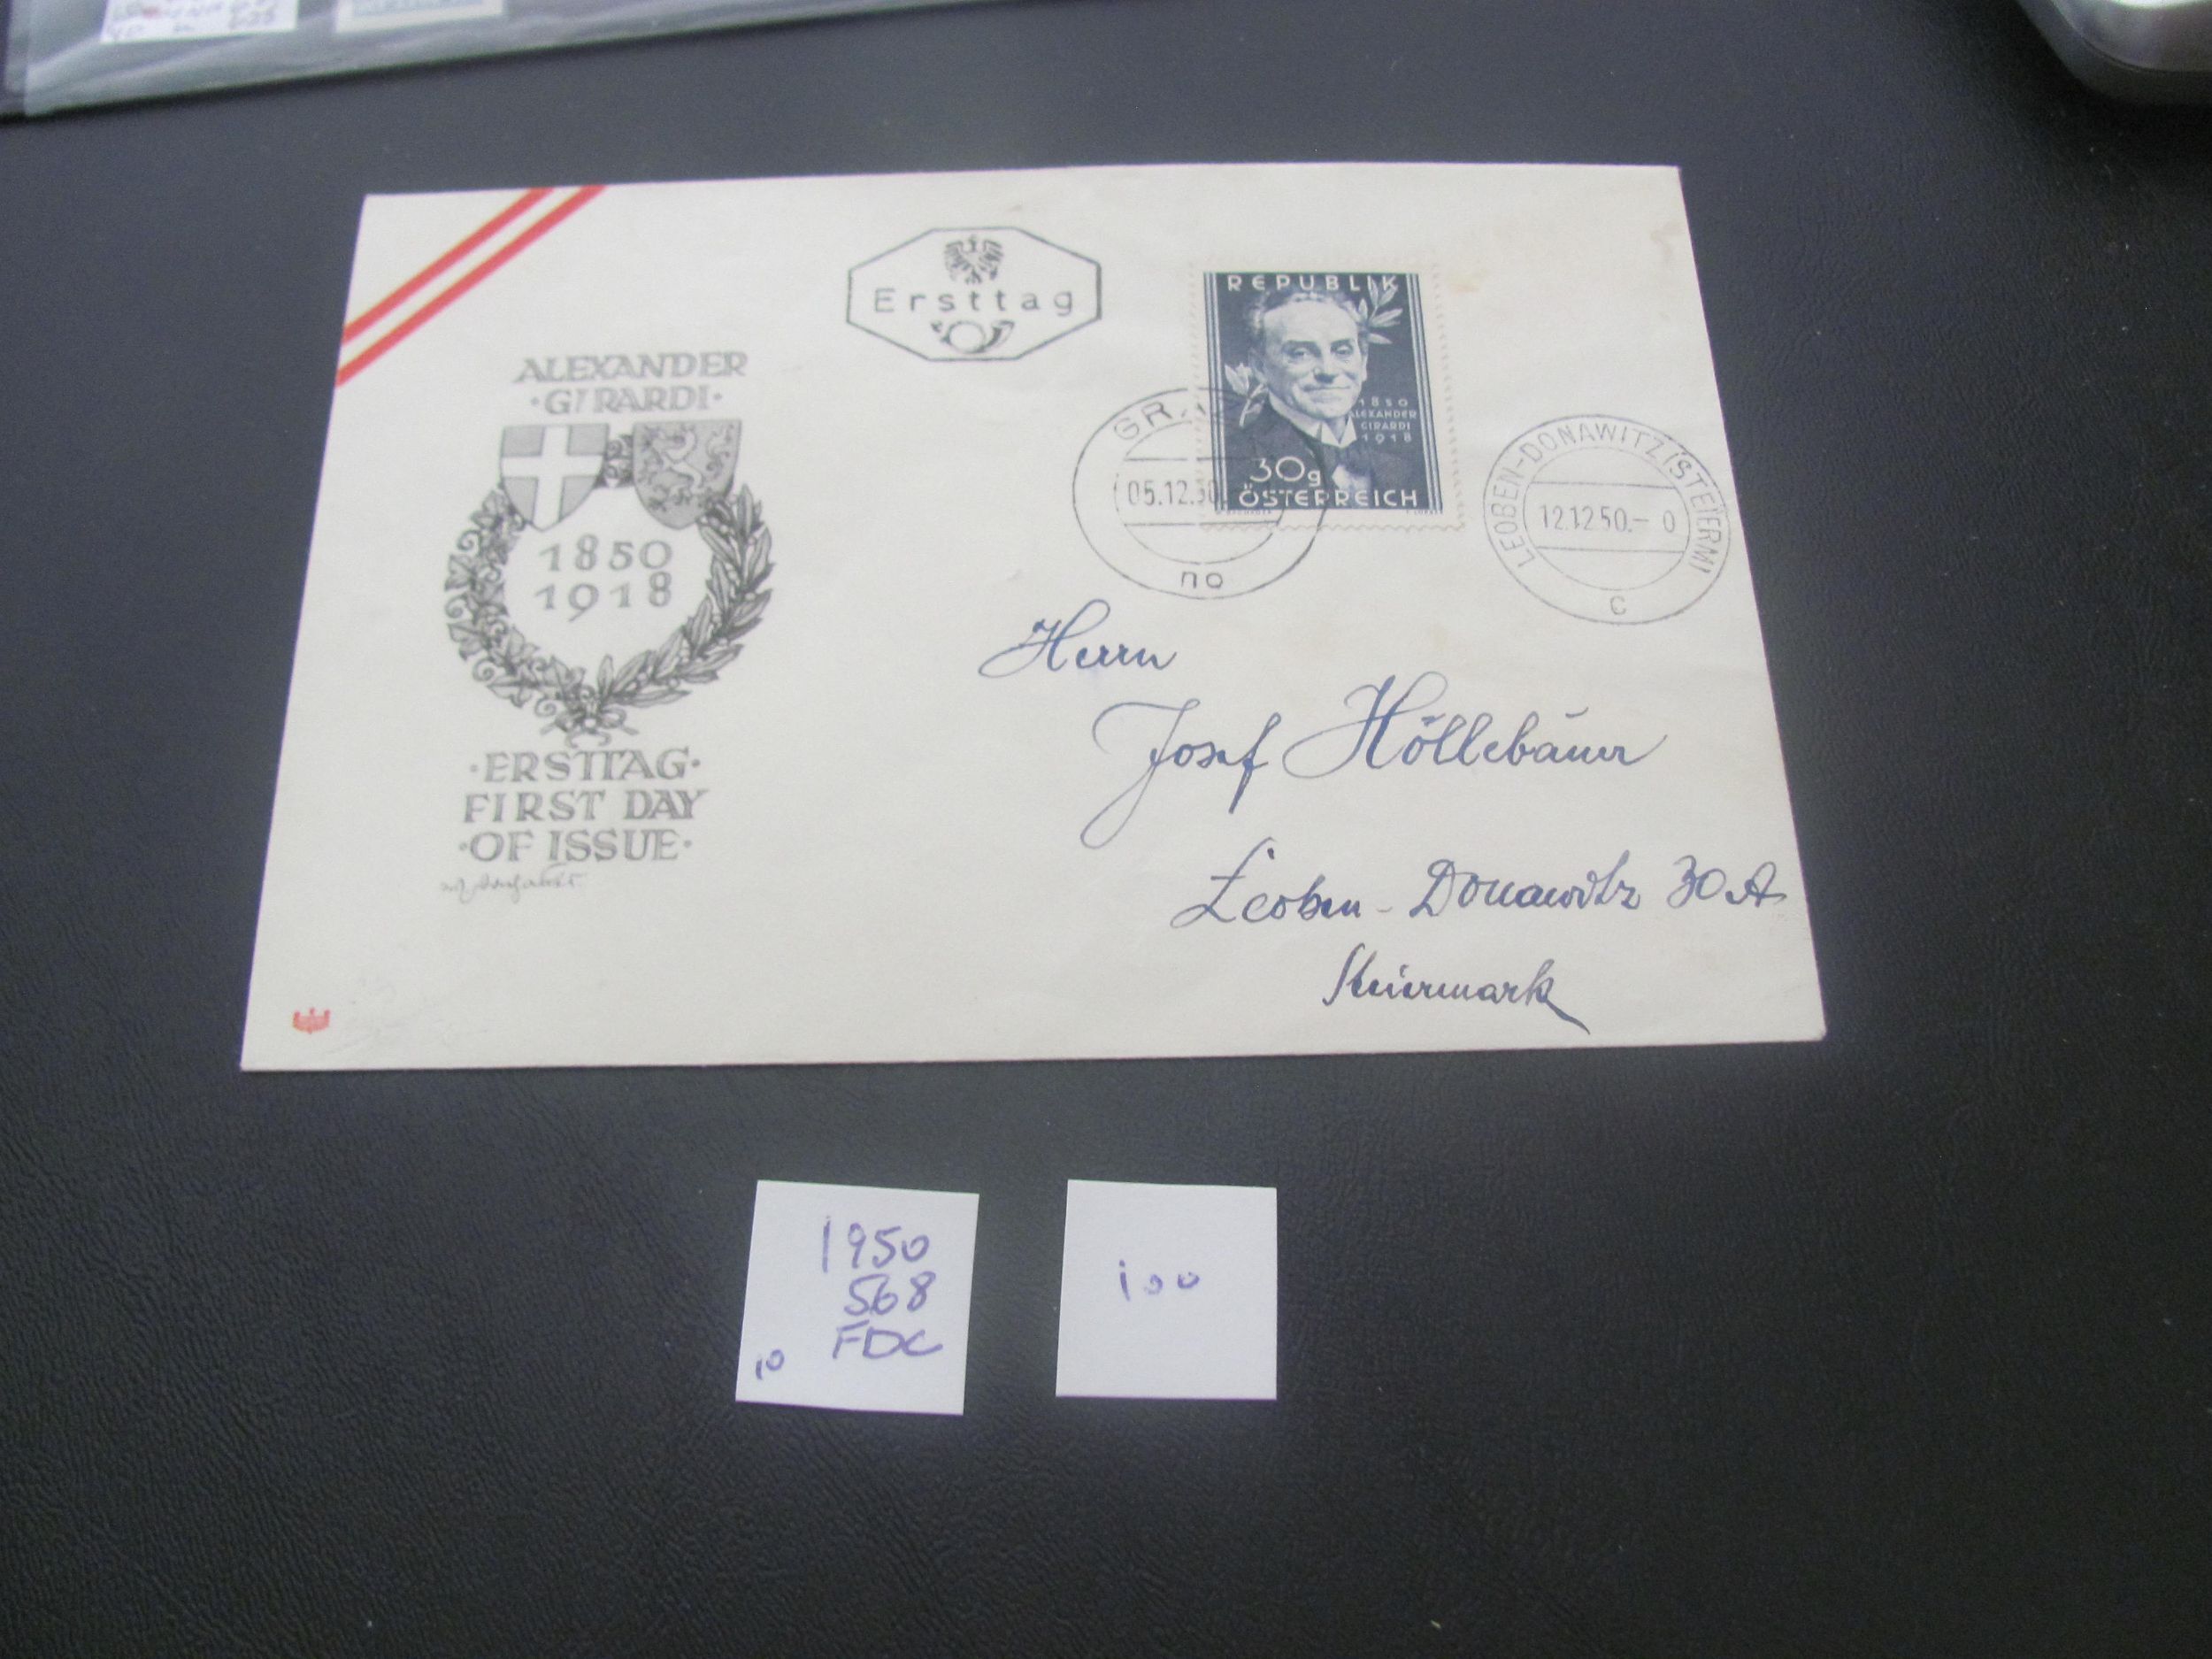 Ersttag
REPUBLIK
1850
ALEXANDER
GIRARDI
1918
30g
ÖSTERREICH
ALEXANDER
·GIRARDI·
1850
1918
·ERSTTAG·
FIRST DAY
·OF ISSUE·
05.12.50
no
LEOBEN-DONAWITZ (STEIERM)
12.12.50.- 0
c
Herrn
Josef Höllebauer
Leoben - Donawitz 30 A
Steiermark
1950
568
FDC
10
100